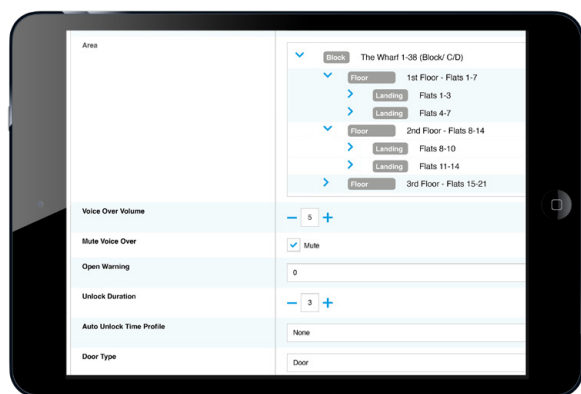 Area
Block The Wharf 1-38 (Block/ C/D)
Floor 1st Floor - Flats 1-7
Landing Flats 1-3
Landing Flats 4-7
Floor 2nd Floor - Flats 8-14
Landing Flats 8-10
Landing Flats 11-14
Floor 3rd Floor - Flats 15-21
Voice Over Volume
5
Mute Voice Over
Mute
Open Warning
0
Unlock Duration
3
Auto Unlock Time Profile
None
Door Type
Door